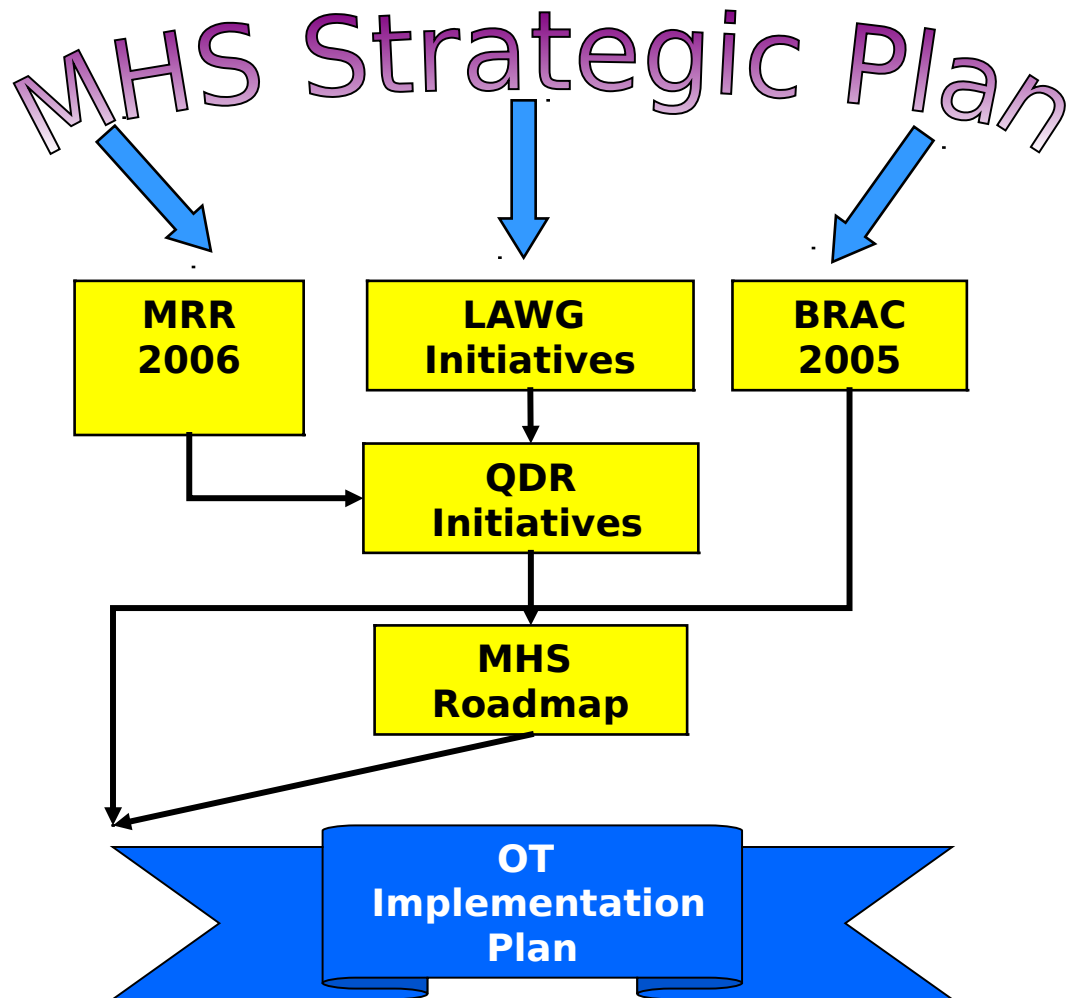 MHS Strategic Plan
MRR
2006
LAWG
Initiatives
BRAC
2005
QDR
Initiatives
MHS
Roadmap
OT
Implementation
Plan